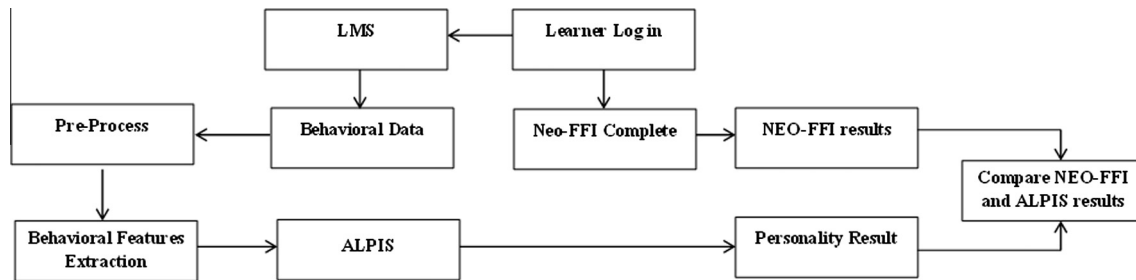 LMS
Learner Log in
Pre-Process
Behavioral Data
Neo-FFI Complete
NEO-FFI results
Compare NEO-FFI
and ALPIS results
Behavioral Features
Extraction
ALPIS
Personality Result